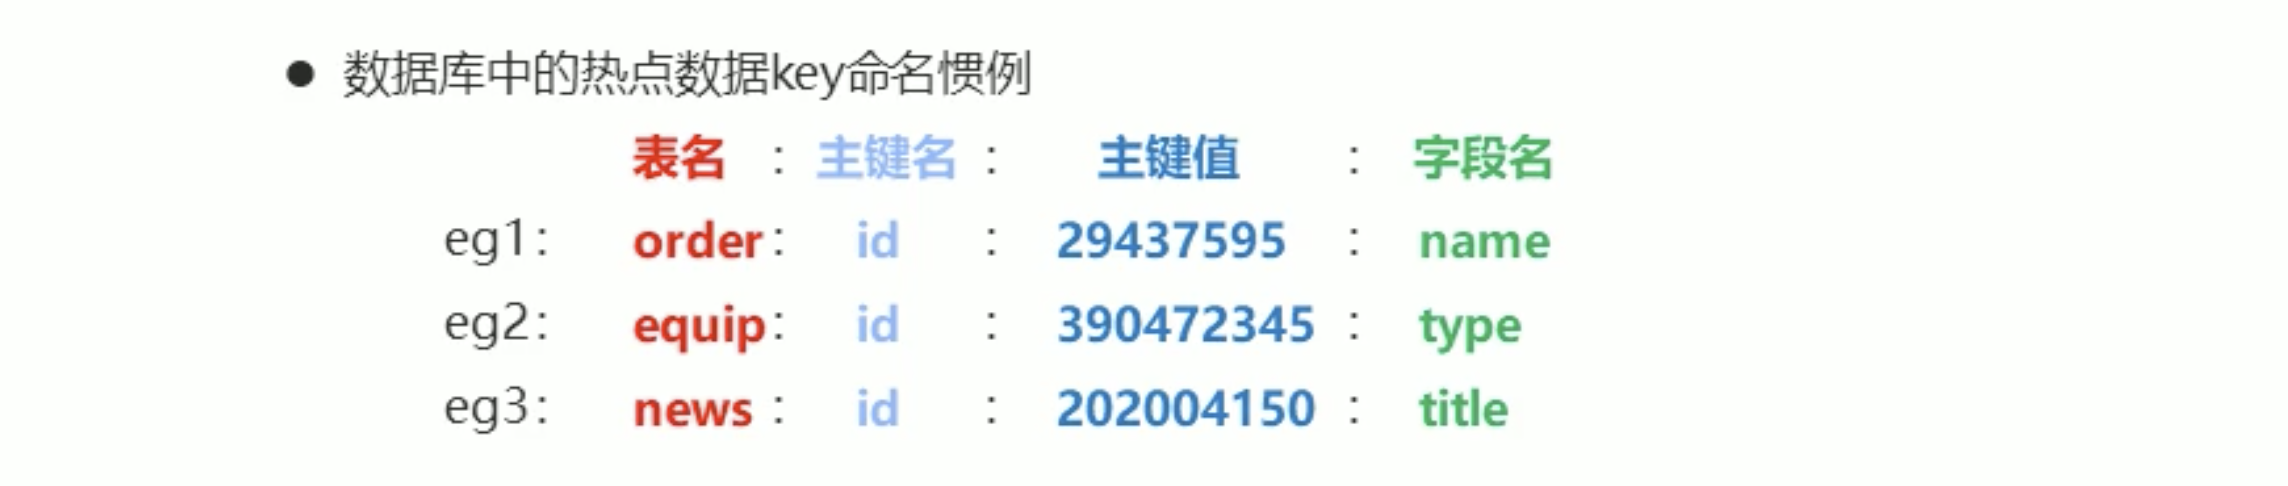 ● 数据库中的热点数据key命名惯例
表名 : 主键名 : 主键值 : 字段名
eg1: order : id : 29437595 : name
eg2: equip : id : 390472345 : type
eg3: news : id : 202004150 : title